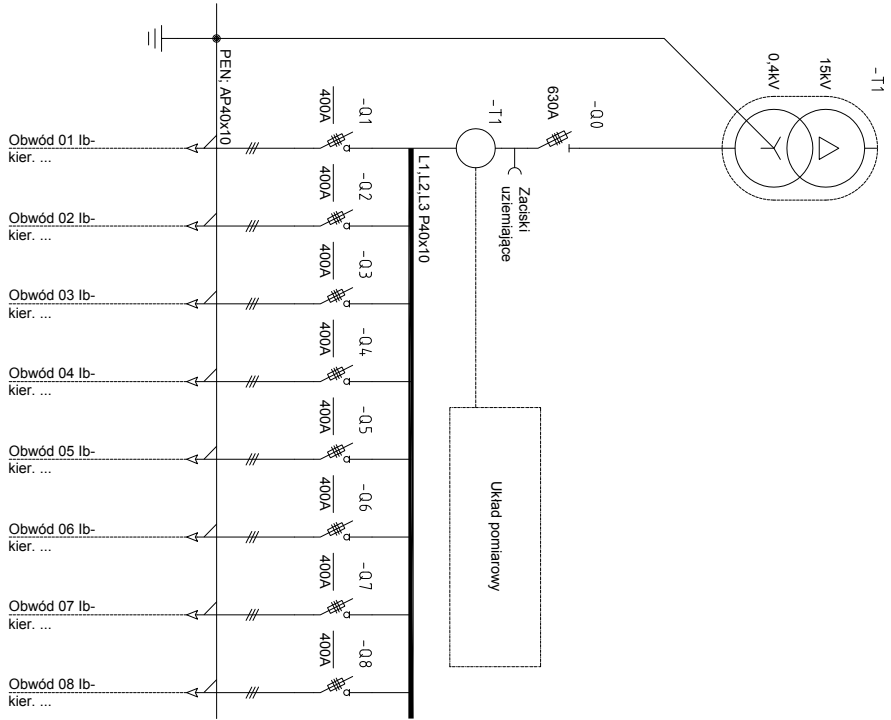 -T1
15kV
0,4kV
-Q0
630A
-T1
Zaciski
uziemiające
L1,L2,L3 P40x10
PEN; AP40x10
Układ pomiarowy
-Q1
400A
Obwód 01 Ib-
kier. ...
-Q2
400A
Obwód 02 Ib-
kier. ...
-Q3
400A
Obwód 03 Ib-
kier. ...
-Q4
400A
Obwód 04 Ib-
kier. ...
-Q5
400A
Obwód 05 Ib-
kier. ...
-Q6
400A
Obwód 06 Ib-
kier. ...
-Q7
400A
Obwód 07 Ib-
kier. ...
-Q8
400A
Obwód 08 Ib-
kier. ...